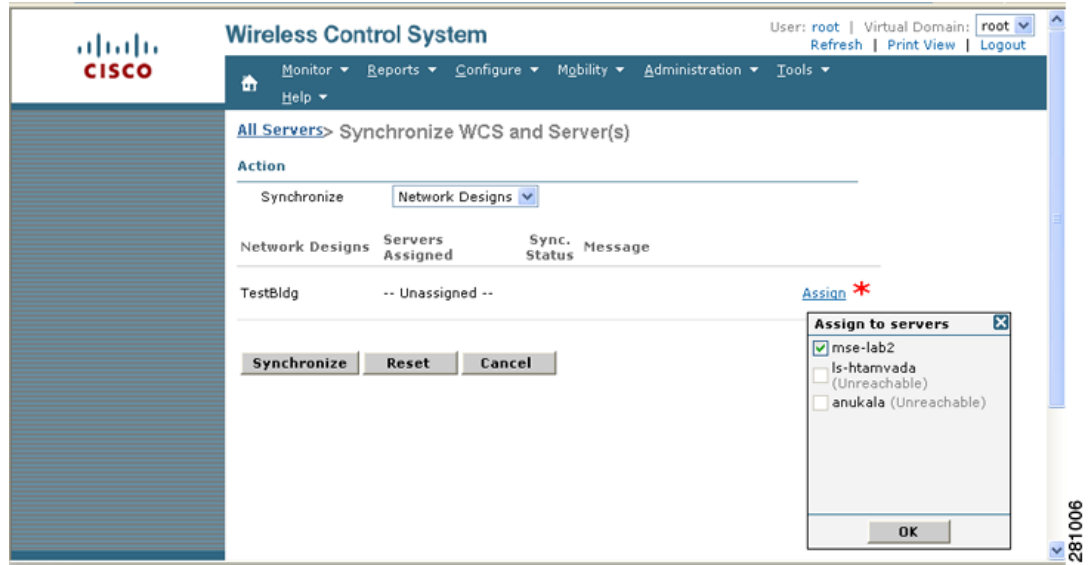 CISCO
Wireless Control System
User: root | Virtual Domain: root
Refresh | Print View | Logout
Monitor Reports Configure Mobility Administration Tools
Help
All Servers> Synchronize WCS and Server(s)
Action
Synchronize Network Designs
Network Designs Servers Assigned Sync. Status Message
TestBldg -- Unassigned -- Assign *
Synchronize Reset Cancel
Assign to servers
mse-lab2
ls-htamvada
(Unreachable)
anukala (Unreachable)
OK
281006